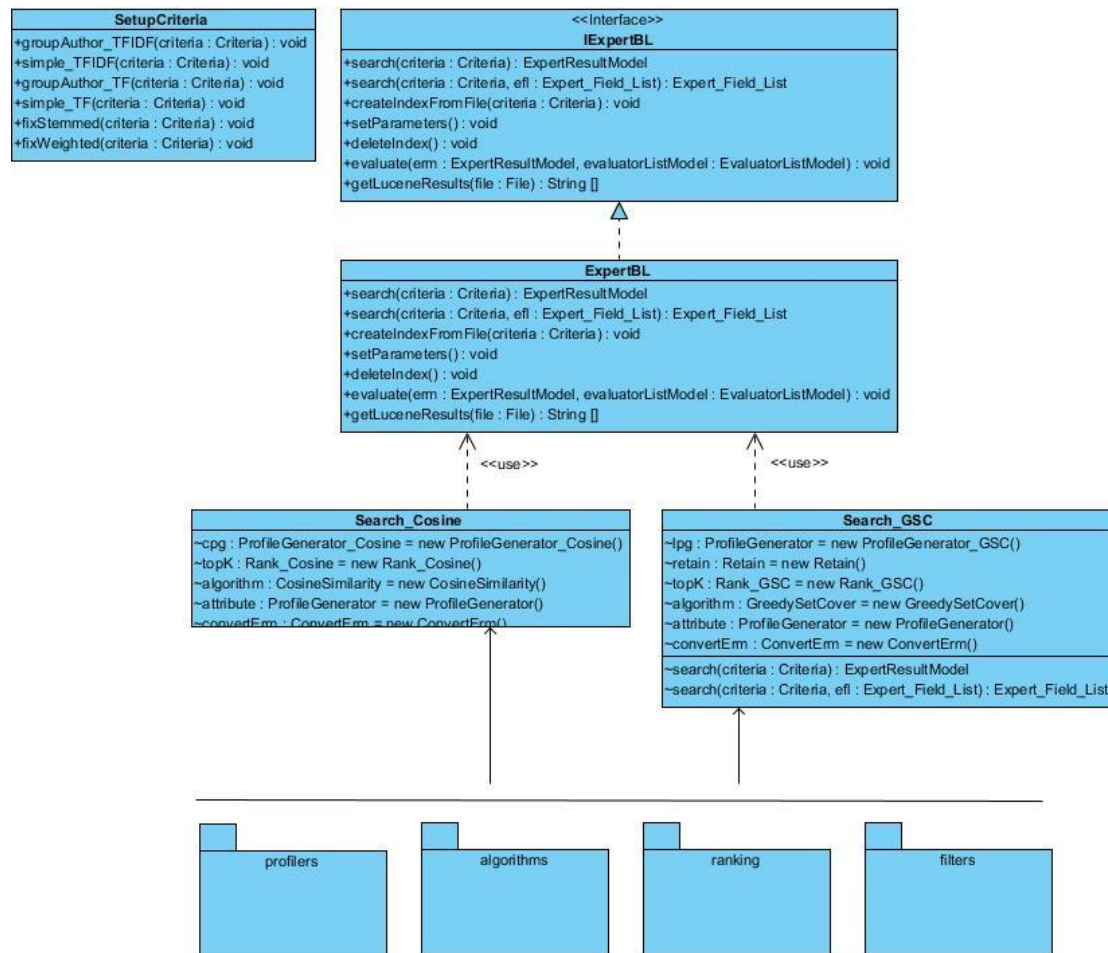 SetupCriteria
+groupAuthor_TFIDF(criteria : Criteria) : void
+simple_TFIDF(criteria : Criteria) : void
+groupAuthor_TF(criteria : Criteria) : void
+simple_TF(criteria : Criteria) : void
+fixStemmed(criteria : Criteria) : void
+fixWeighted(criteria : Criteria) : void
<<Interface>>
IExpertBL
+search(criteria : Criteria) : ExpertResultModel
+search(criteria : Criteria, efl : Expert_Field_List) : Expert_Field_List
+createIndexFromFile(criteria : Criteria) : void
+setParameters() : void
+deleteIndex() : void
+evaluate(erm : ExpertResultModel, evaluatorListModel : EvaluatorListModel) : void
+getLuceneResults(file : File) : String []
ExpertBL
+search(criteria : Criteria) : ExpertResultModel
+search(criteria : Criteria, efl : Expert_Field_List) : Expert_Field_List
+createIndexFromFile(criteria : Criteria) : void
+setParameters() : void
+deleteIndex() : void
+evaluate(erm : ExpertResultModel, evaluatorListModel : EvaluatorListModel) : void
+getLuceneResults(file : File) : String []
<<use>>
<<use>>
Search_Cosine
~cpg : ProfileGenerator_Cosine = new ProfileGenerator_Cosine()
~topK : Rank_Cosine = new Rank_Cosine()
~algorithm : CosineSimilarity = new CosineSimilarity()
~attribute : ProfileGenerator = new ProfileGenerator()
~convertErm : ConvertErm = new ConvertErm()
Search_GSC
~lpg : ProfileGenerator = new ProfileGenerator_GSC()
~retain : Retain = new Retain()
~topK : Rank_GSC = new Rank_GSC()
~algorithm : GreedySetCover = new GreedySetCover()
~attribute : ProfileGenerator = new ProfileGenerator()
~convertErm : ConvertErm = new ConvertErm()
~search(criteria : Criteria) : ExpertResultModel
~search(criteria : Criteria, efl : Expert_Field_List) : Expert_Field_List
profilers
algorithms
ranking
filters